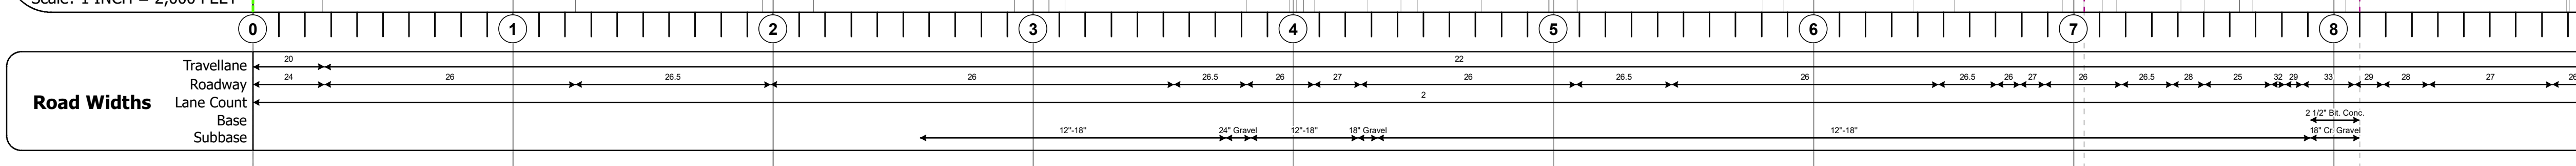 Scale: 1 INCH = 2,000 FEET
0 1 2 3 4 5 6 7 8
Road Widths
Travellane 20 22
Roadway 24 26 26.5 26 26.5 26 27 26 26.5 26 26.5 26 27 26 26.5 28 25 32 29 33 29 28 27
Lane Count 2
Base 2 1/2" Bit. Conc.
Subbase 12"-18" 24" Gravel 12"-18" 18" Gravel 12"-18" 18" Cr. Gravel